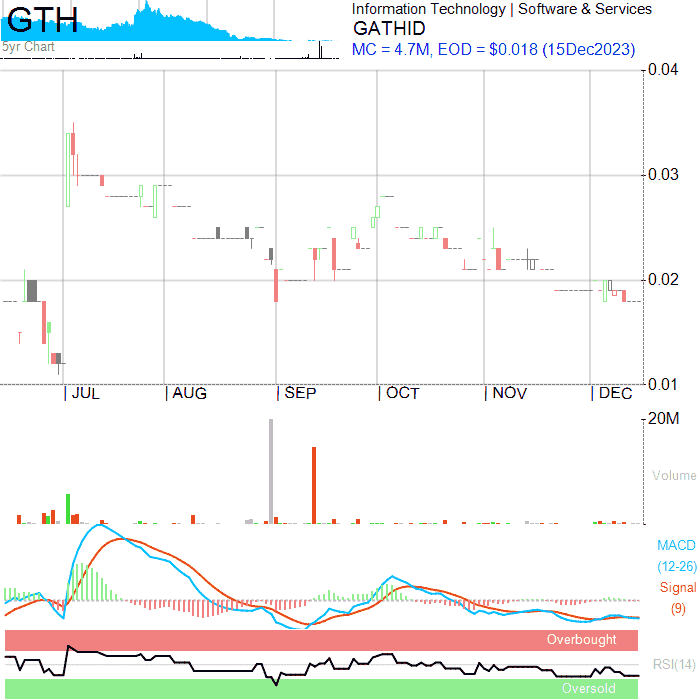 GTH
5yr Chart
Information Technology | Software & Services
GATHID
MC = 4.7M, EOD = $0.018 (15Dec2023)
0.04
0.03
0.02
0.01
JUL AUG SEP OCT NOV DEC
20M
Volume
MACD
(12-26)
Signal
(9)
Overbought
RSI(14)
Oversold